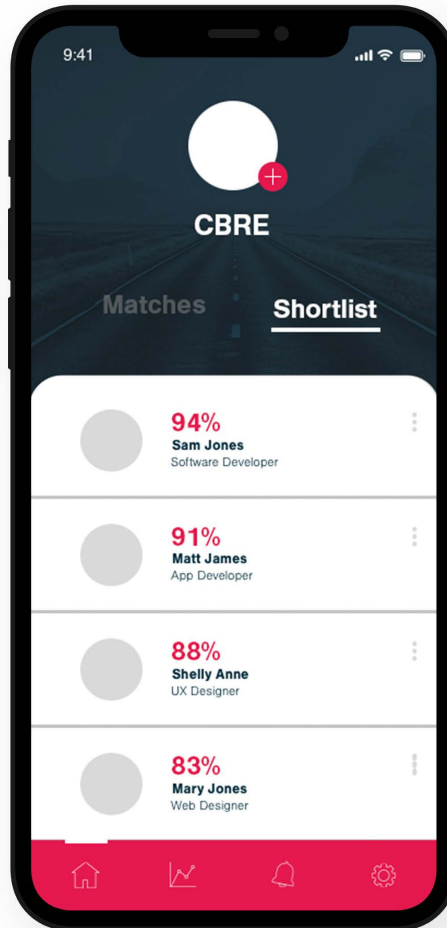 9:41
CBRE
Matches
Shortlist
94%
Sam Jones
Software Developer
91%
Matt James
App Developer
88%
Shelly Anne
UX Designer
83%
Mary Jones
Web Designer